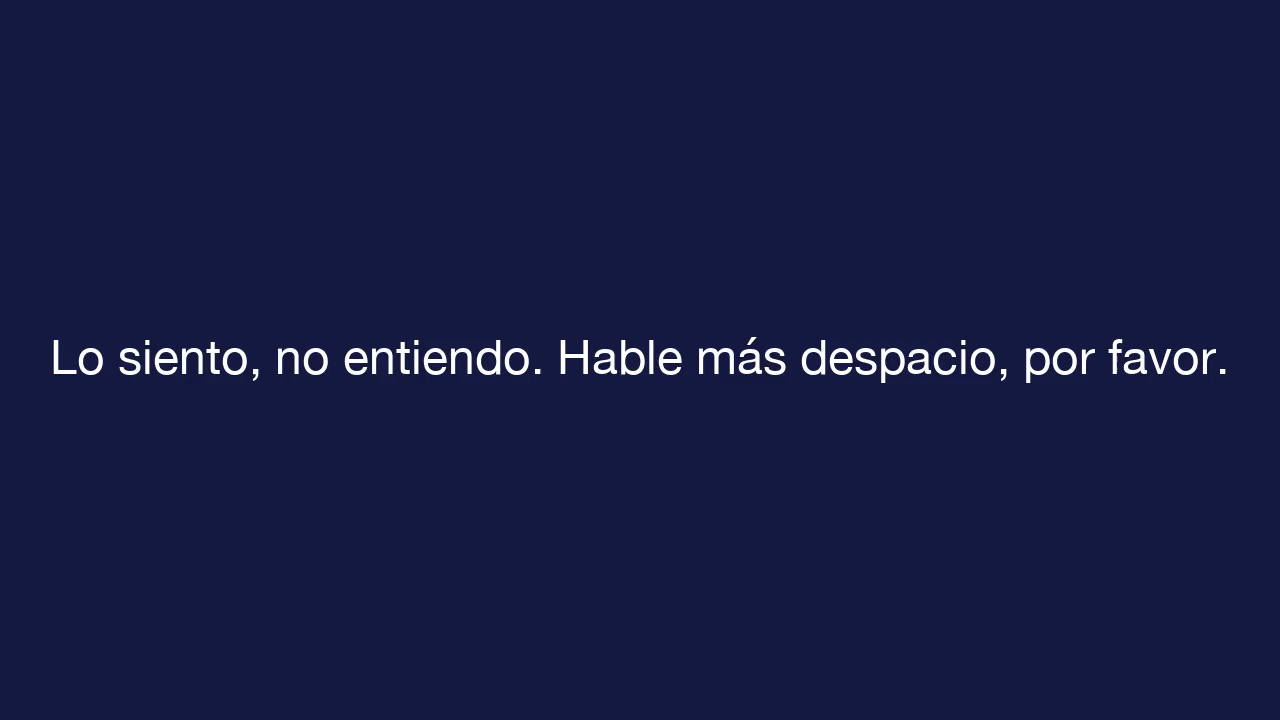 Lo siento, no entiendo. Hable más despacio, por favor.